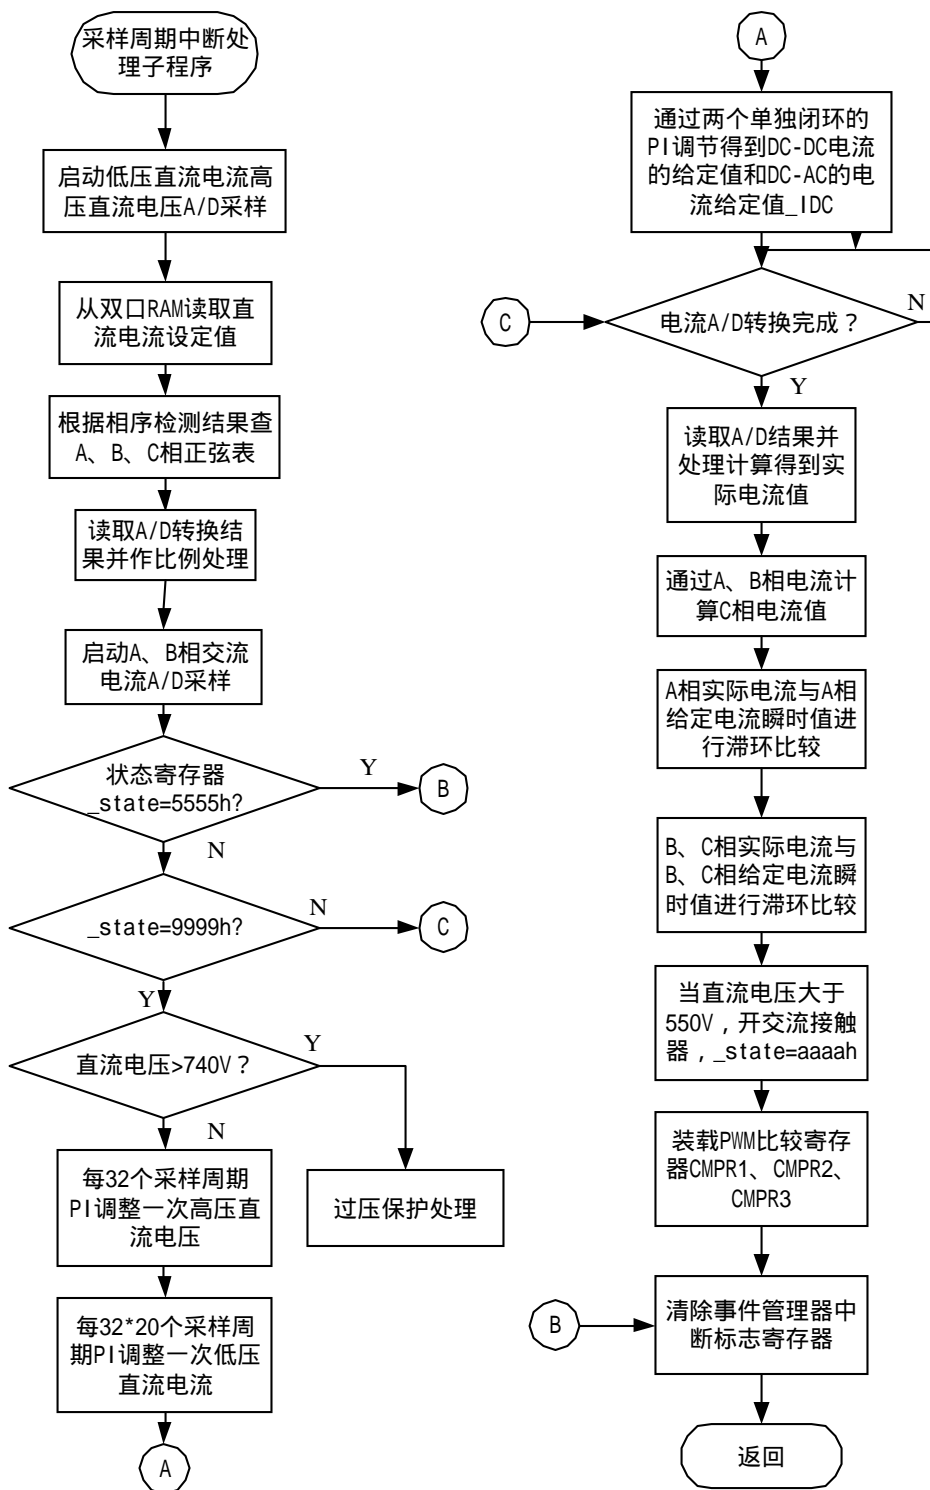 采样周期中断处
理子程序
启动低压直流电流高
压直流电压A/D采样
从双口RAM读取直
流电流设定值
根据相序检测结果查
A、B、C相正弦表
读取A/D转换结
果并作比例处理
启动A、B相交流
电流A/D采样
状态寄存器
_state=5555h?
Y
B
N
_state=9999h?
N
C
Y
直流电压>740V？
Y
N
过压保护处理
每32个采样周期
PI调整一次高压直
流电压
每32*20个采样周
期PI调整一次低压
直流电流
A
A
通过两个单独闭环的
PI调节得到DC-DC电流
的给定值和DC-AC的电
流给定值_IDC
C
电流A/D转换完成？
N
Y
读取A/D结果并
处理计算得到实
际电流值
通过A、B相电流计
算C相电流值
A相实际电流与A相
给定电流瞬时值进
行滞环比较
B、C相实际电流与
B、C相给定电流瞬
时值进行滞环比较
当直流电压大于
550V，开交流接触
器，_state=aaaah
装载PWM比较寄存
器CMPR1、CMPR2、
CMPR3
B
清除事件管理器中
断标志寄存器
返回